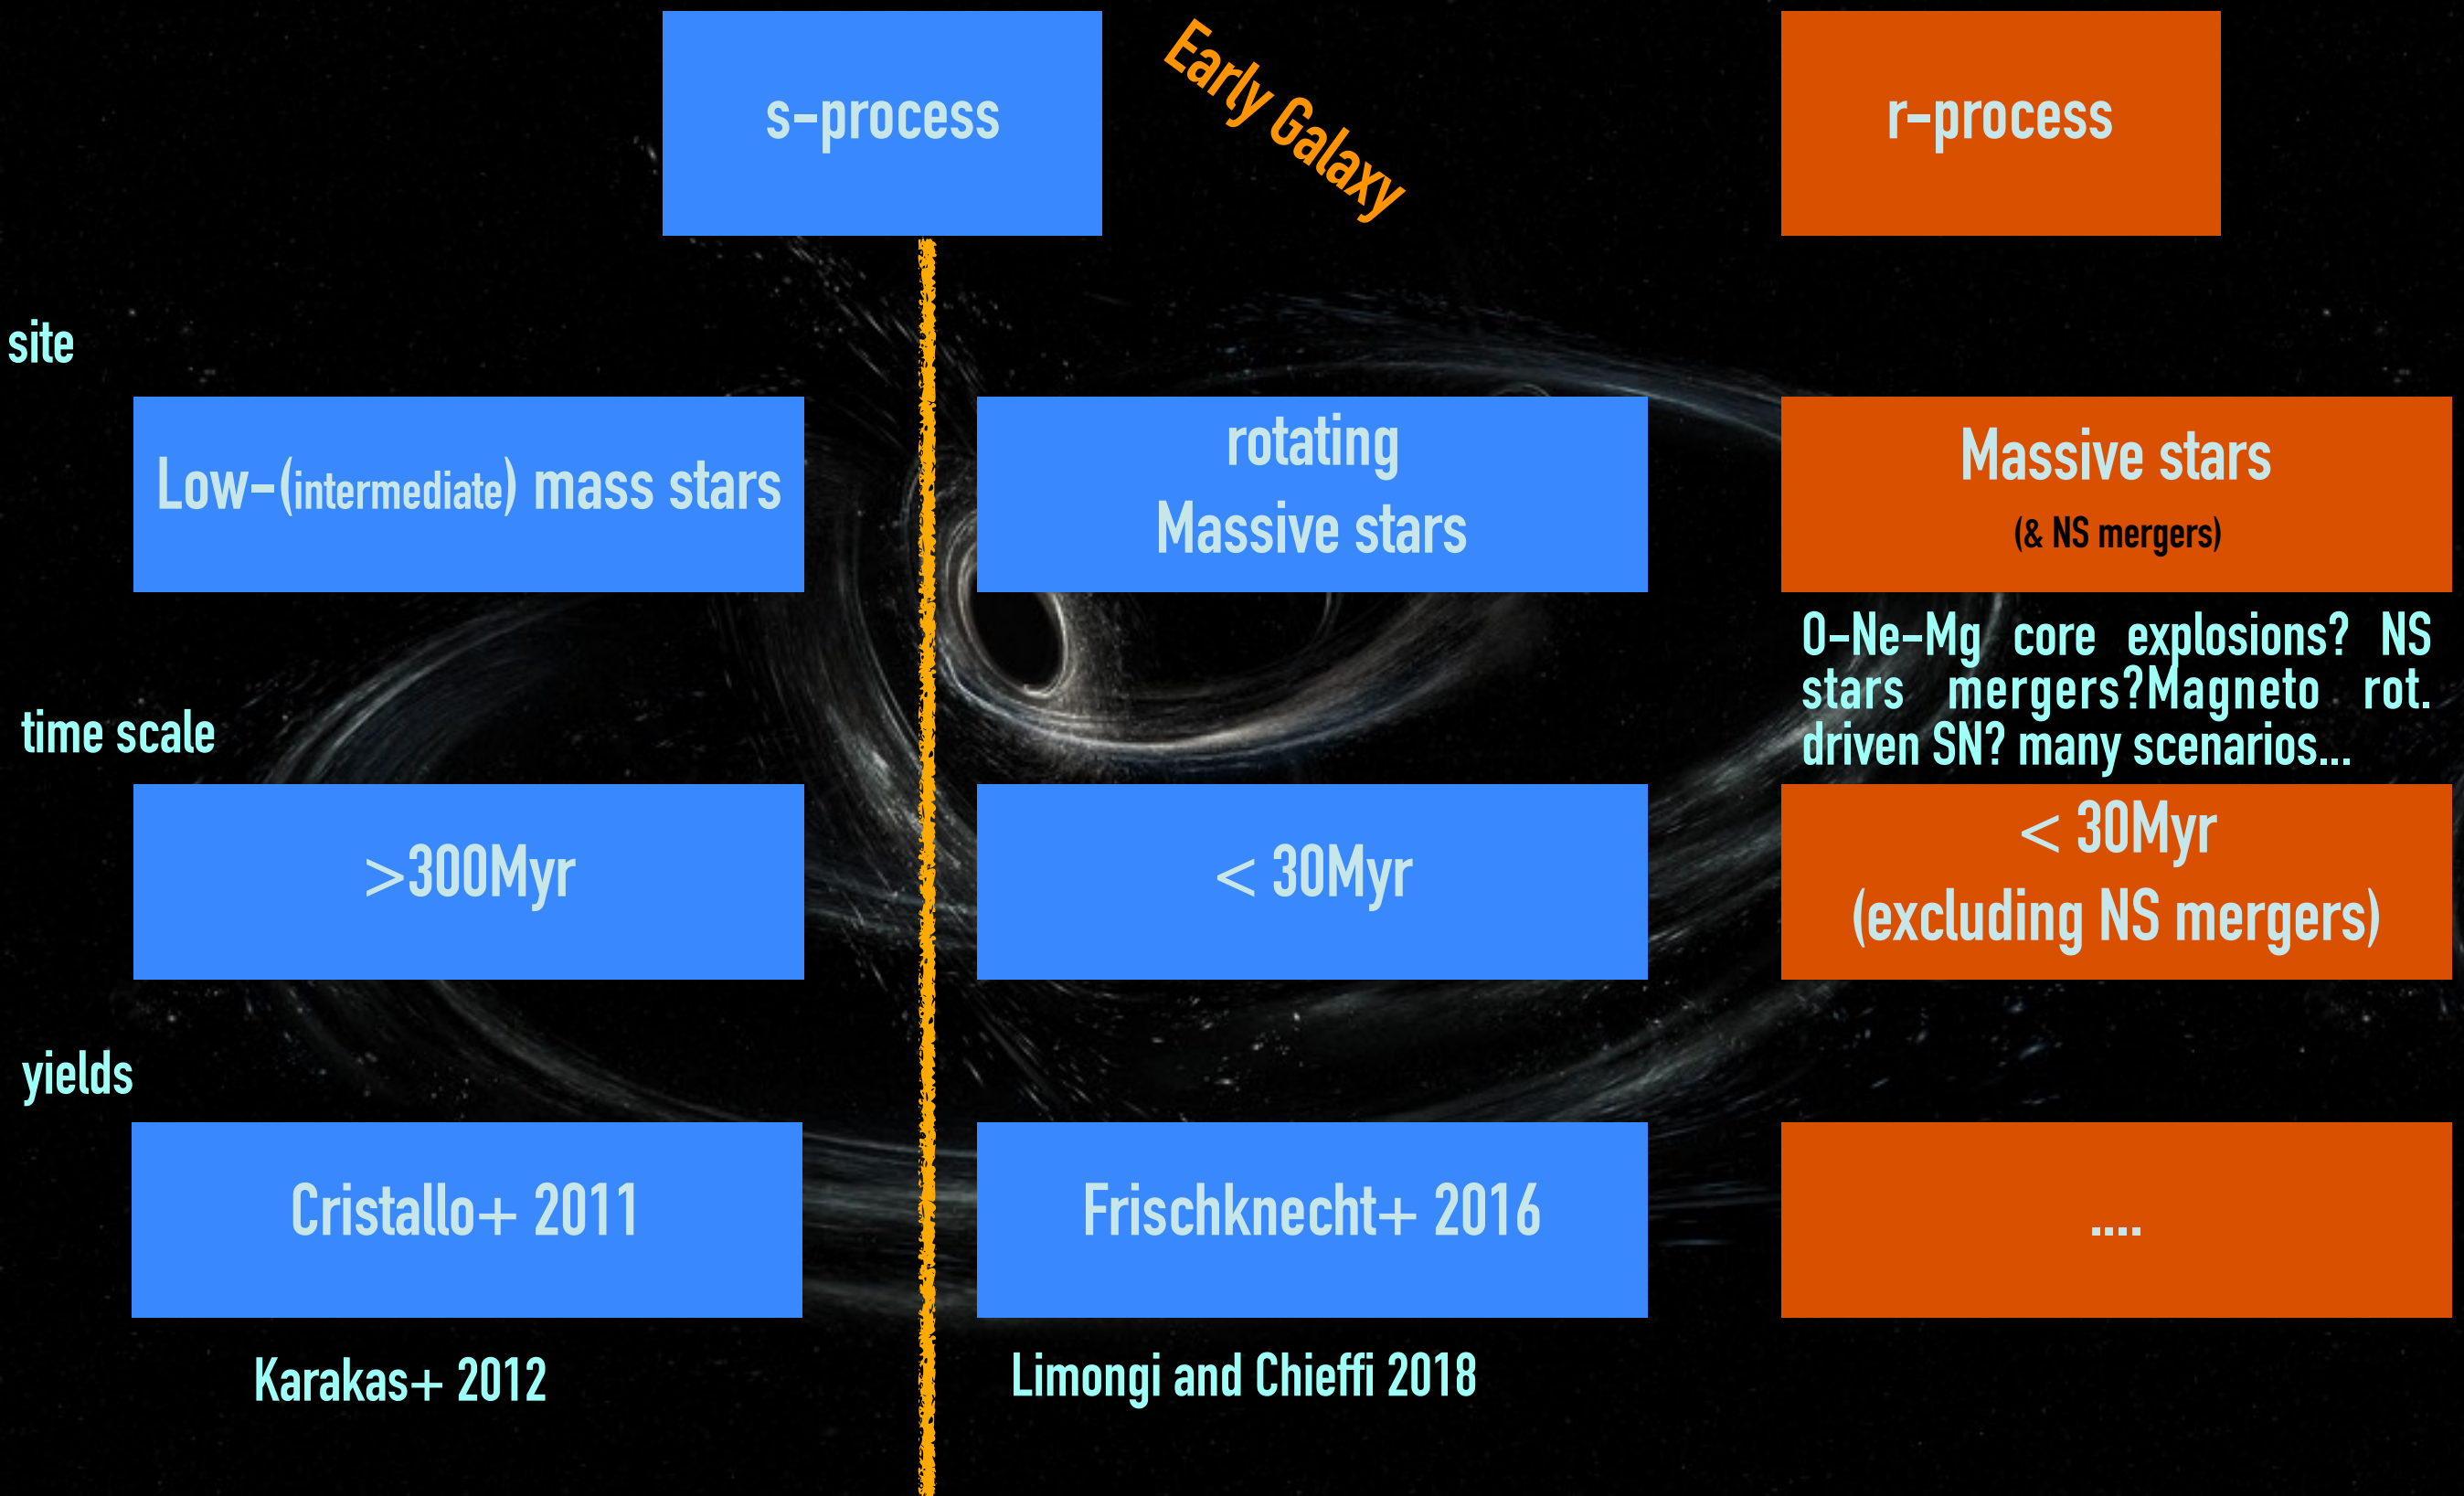 s-process
Early Galaxy
r-process
site
Low-(intermediate) mass stars
rotating
Massive stars
Massive stars
(& NS mergers)
O-Ne-Mg core explosions? NS
stars mergers?Magneto rot.
driven SN? many scenarios...
time scale
>300Myr
< 30Myr
< 30Myr
(excluding NS mergers)
yields
Cristallo+ 2011
Frischknecht+ 2016
....
Karakas+ 2012
Limongi and Chieffi 2018